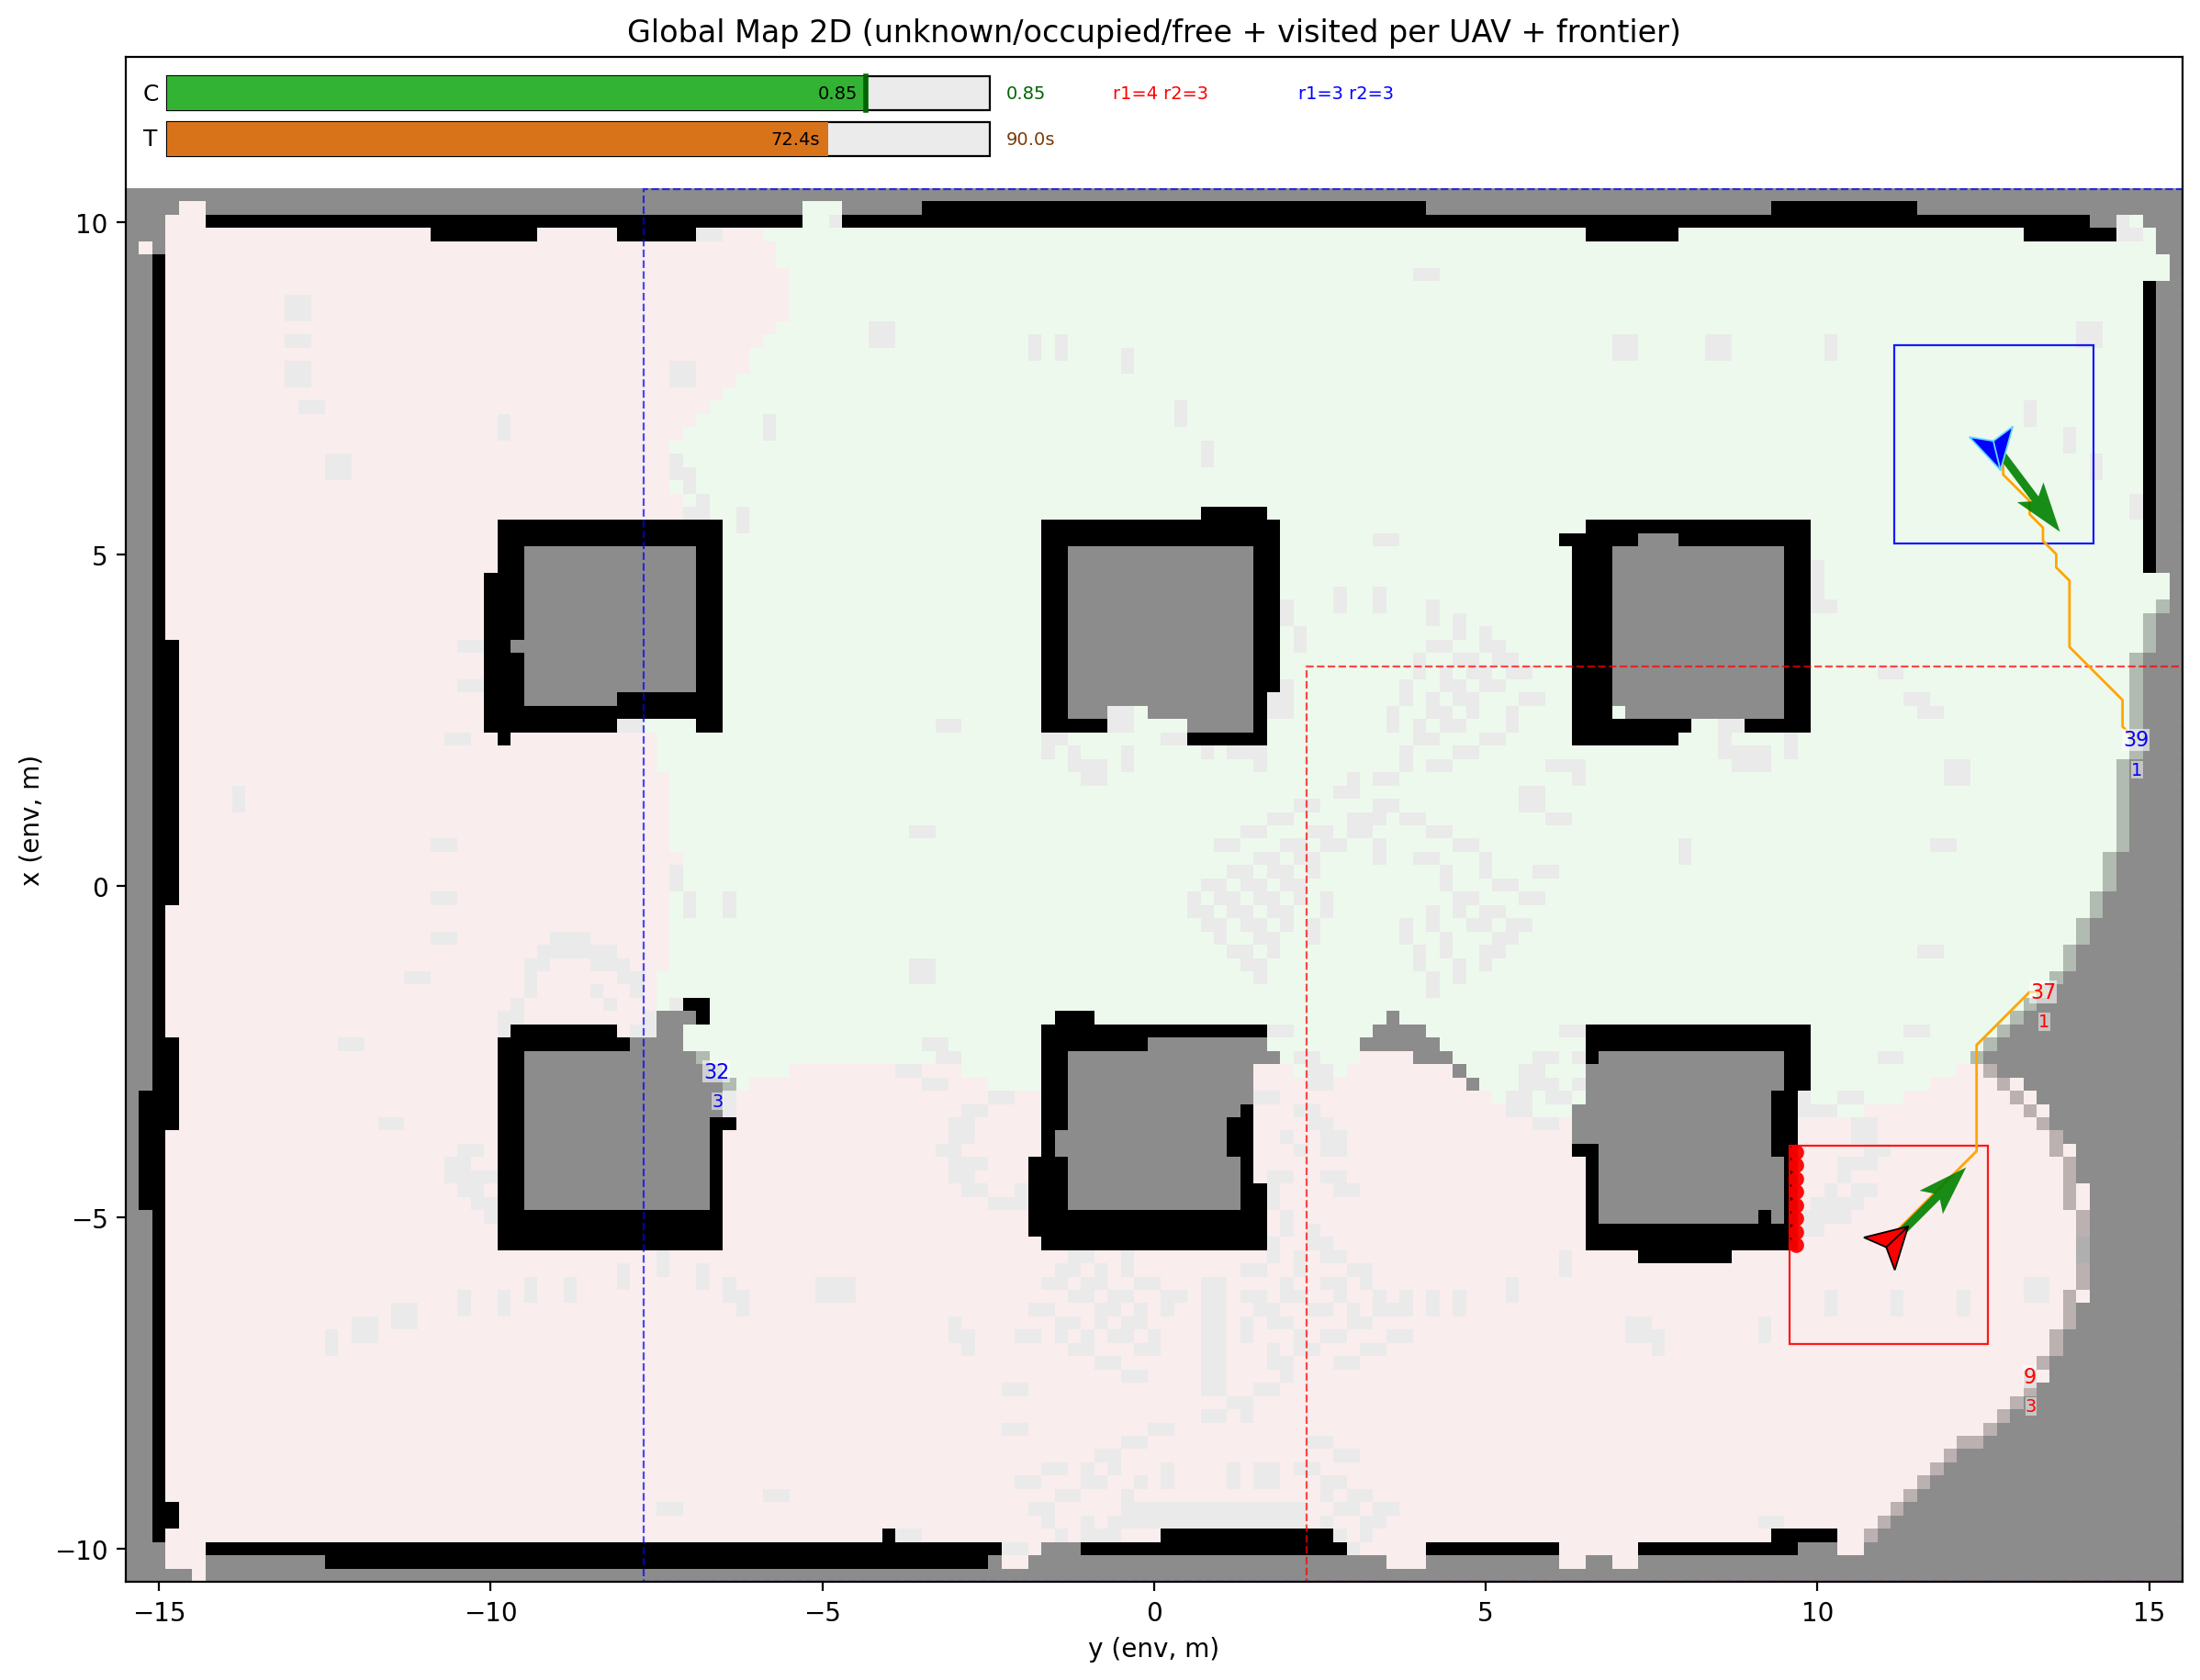 Global Map 2D (unknown/occupied/free + visited per UAV + frontier)
C 0.85 0.85 r1=4 r2=3 r1=3 r2=3
T 72.4s 90.0s
10
5
0
−5
−10
x (env, m)
39
1
37
1
32
3
9
3
−15 −10 −5 0 5 10 15
y (env, m)